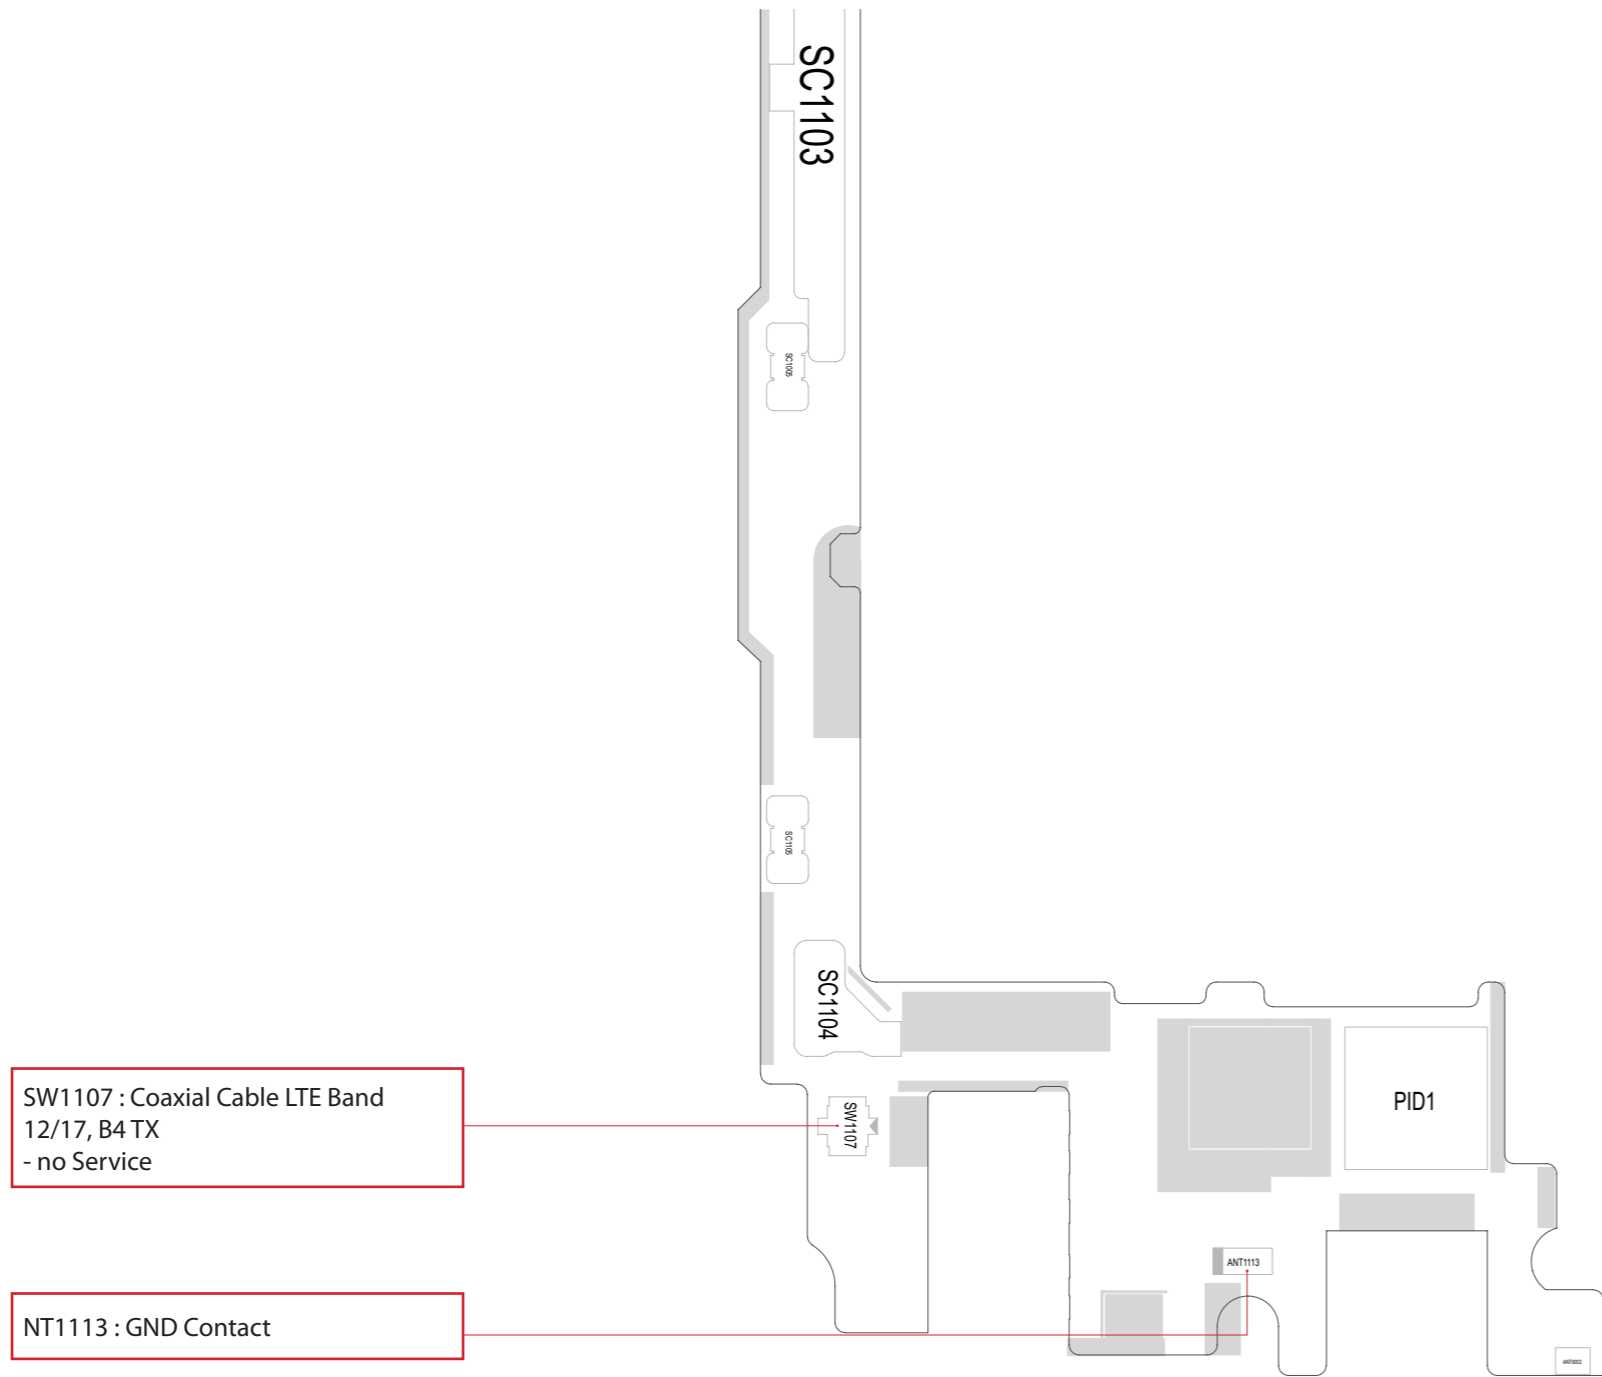 SC1103
SC1005
SC1105
SC1104
SW1107 : Coaxial Cable LTE Band
12/17, B4 TX
- no Service
SW1107
PID1
ANT1113
NT1113 : GND Contact